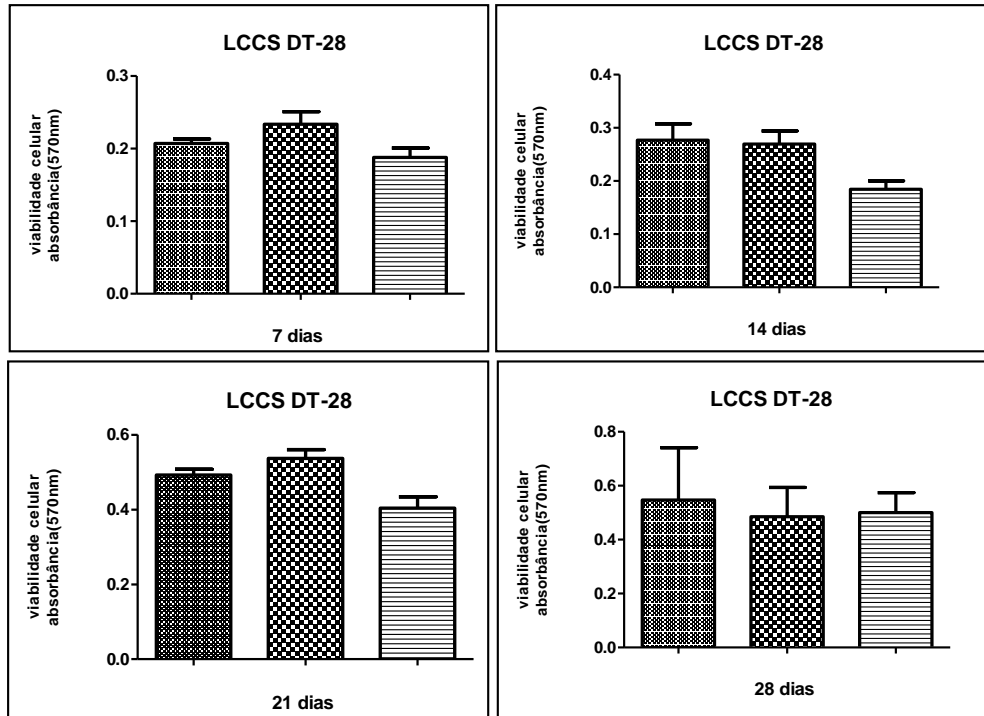 LCCS DT-28
viabilidade celular
absorbância(570nm)
0.3
0.2
0.1
0.0
7 dias
LCCS DT-28
viabilidade celular
absorbância(570nm)
0.4
0.3
0.2
0.1
0.0
14 dias
LCCS DT-28
viabilidade celular
absorbância(570nm)
0.6
0.4
0.2
0.0
21 dias
LCCS DT-28
viabilidade celular
absorbância(570nm)
0.8
0.6
0.4
0.2
0.0
28 dias